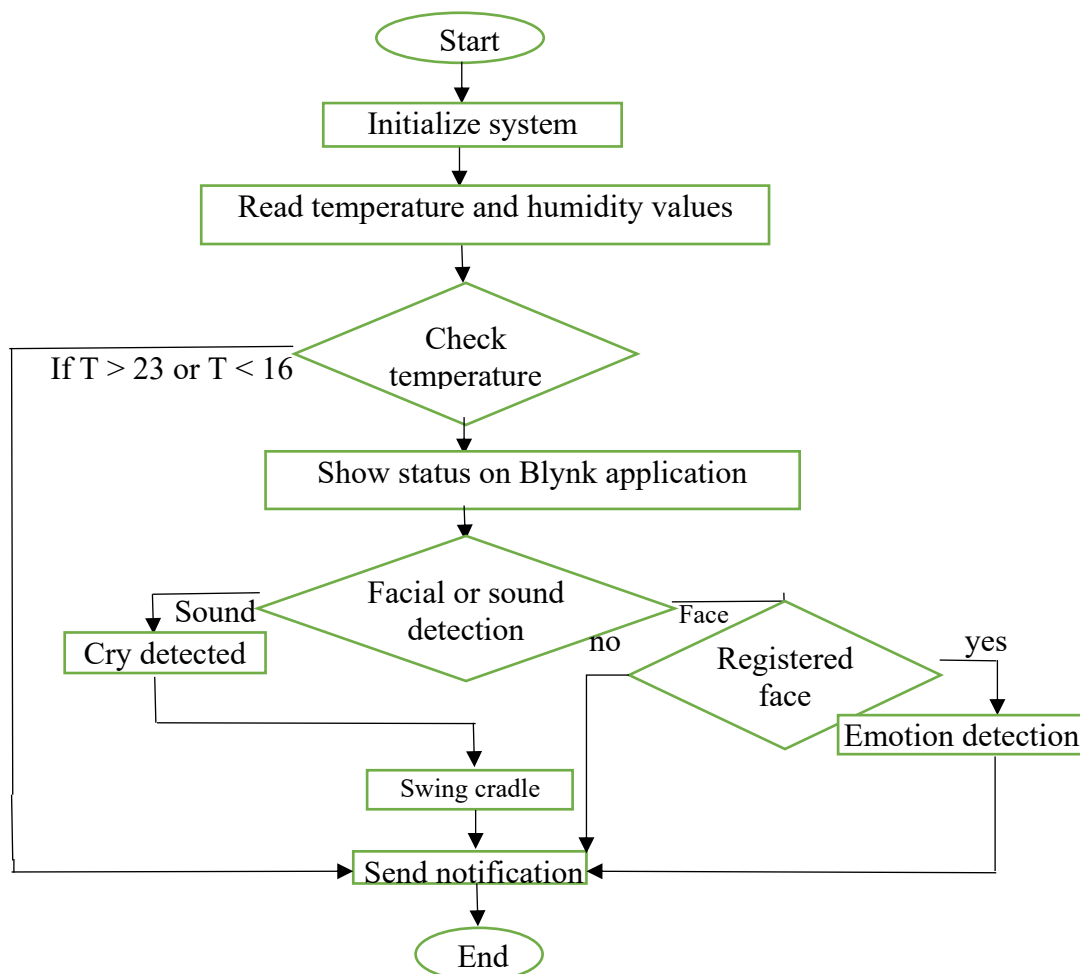 Start
Initialize system
Read temperature and humidity values
Check
temperature
If T > 23 or T < 16
Show status on Blynk application
Facial or sound
detection
Sound
Face
no
yes
Cry detected
Registered
face
Emotion detection
Swing cradle
Send notification
End